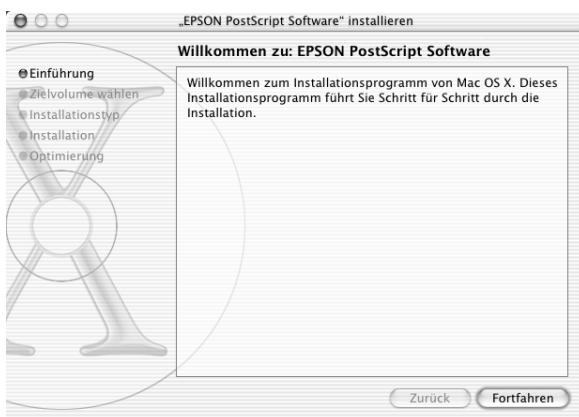 „EPSON PostScript Software“ installieren
Willkommen zu: EPSON PostScript Software
Einführung
Zielvolume wählen
Installationstyp
Installation
Optimierung
Willkommen zum Installationsprogramm von Mac OS X. Dieses
Installationsprogramm führt Sie Schritt für Schritt durch die
Installation.
Zurück
Fortfahren